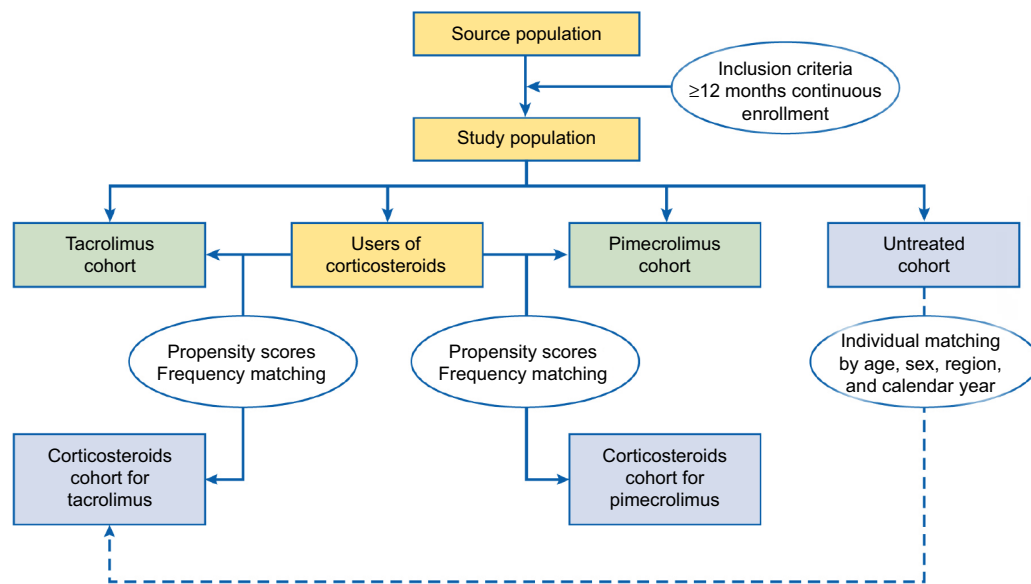 Source population
Inclusion criteria
≥12 months continuous
enrollment
Study population
Tacrolimus
cohort
Users of
corticosteroids
Pimecrolimus
cohort
Untreated
cohort
Propensity scores
Frequency matching
Propensity scores
Frequency matching
Individual matching
by age, sex, region,
and calendar year
Corticosteroids
cohort for
tacrolimus
Corticosteroids
cohort for
pimecrolimus